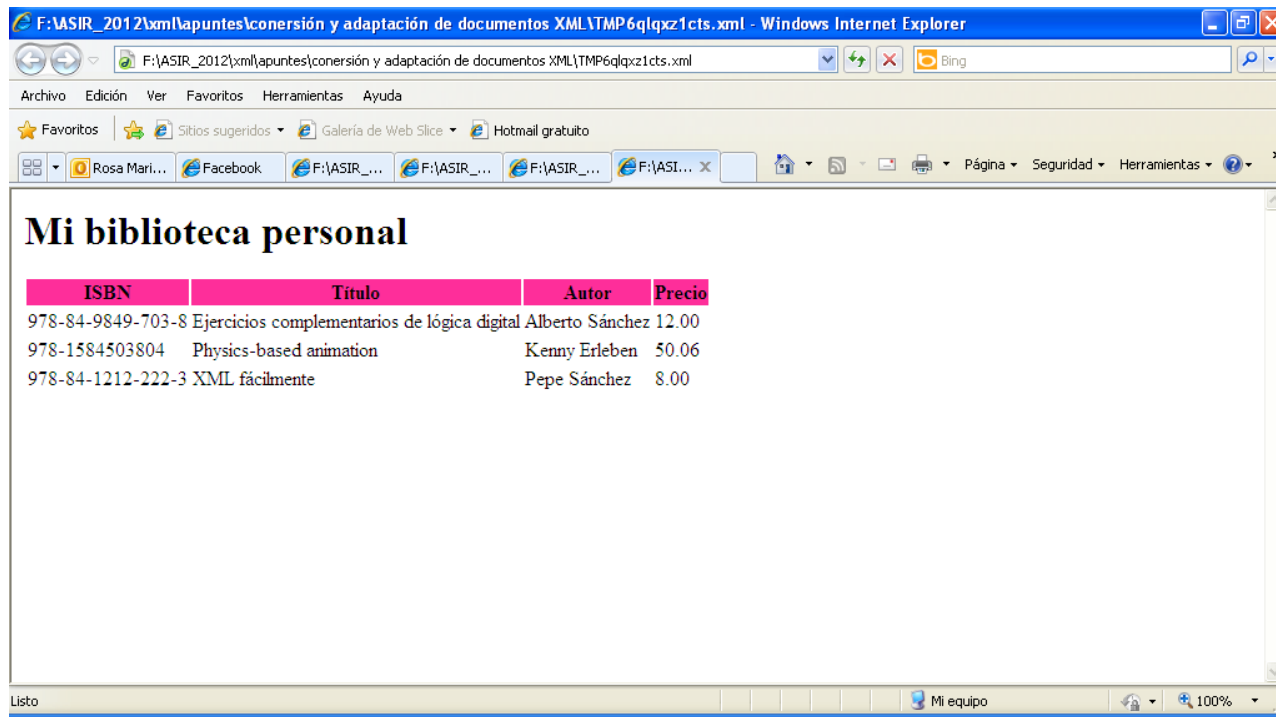 F:\ASIR_2012\xml\apuntes\conersión y adaptación de documentos XML\TMP6qlqxz1cts.xml - Windows Internet Explorer
F:\ASIR_2012\xml\apuntes\conersión y adaptación de documentos XML\TMP6qlqxz1cts.xml Bing
Archivo Edición Ver Favoritos Herramientas Ayuda
Favoritos Sitios sugeridos Galería de Web Slice Hotmail gratuito
Rosa Mari... Facebook F:\ASIR_... F:\ASIR_... F:\ASIR_... F:\ASI... Página Seguridad Herramientas
Mi biblioteca personal
ISBN Título Autor Precio
978-84-9849-703-8 Ejercicios complementarios de lógica digital Alberto Sánchez 12.00
978-1584503804 Physics-based animation Kenny Erleben 50.06
978-84-1212-222-3 XML fácilmente Pepe Sánchez 8.00
Listo Mi equipo 100%